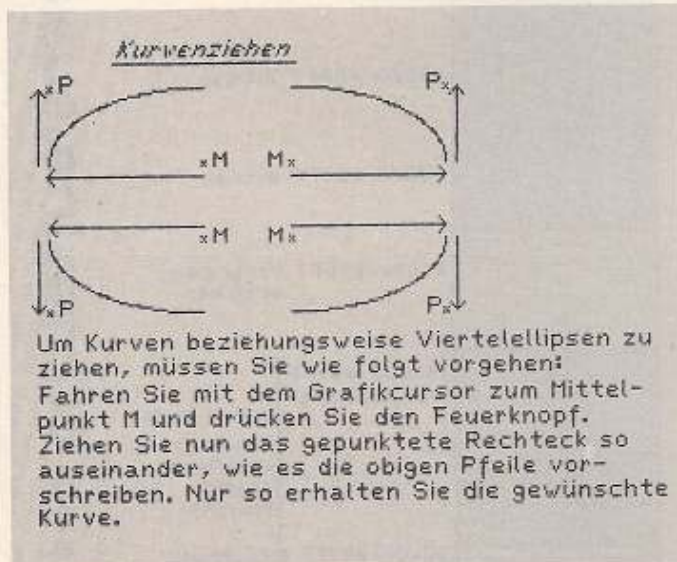 Kurvenziehen
×P P×
×M M×
×M M×
×P P×
Um Kurven beziehungsweise Viertelellipsen zu
ziehen, müssen Sie wie folgt vorgehen:
Fahren Sie mit dem Grafikcursor zum Mittel-
punkt M und drücken Sie den Feuerknopf.
Ziehen Sie nun das gepunktete Rechteck so
auseinander, wie es die obigen Pfeile vor-
schreiben. Nur so erhalten Sie die gewünschte
Kurve.